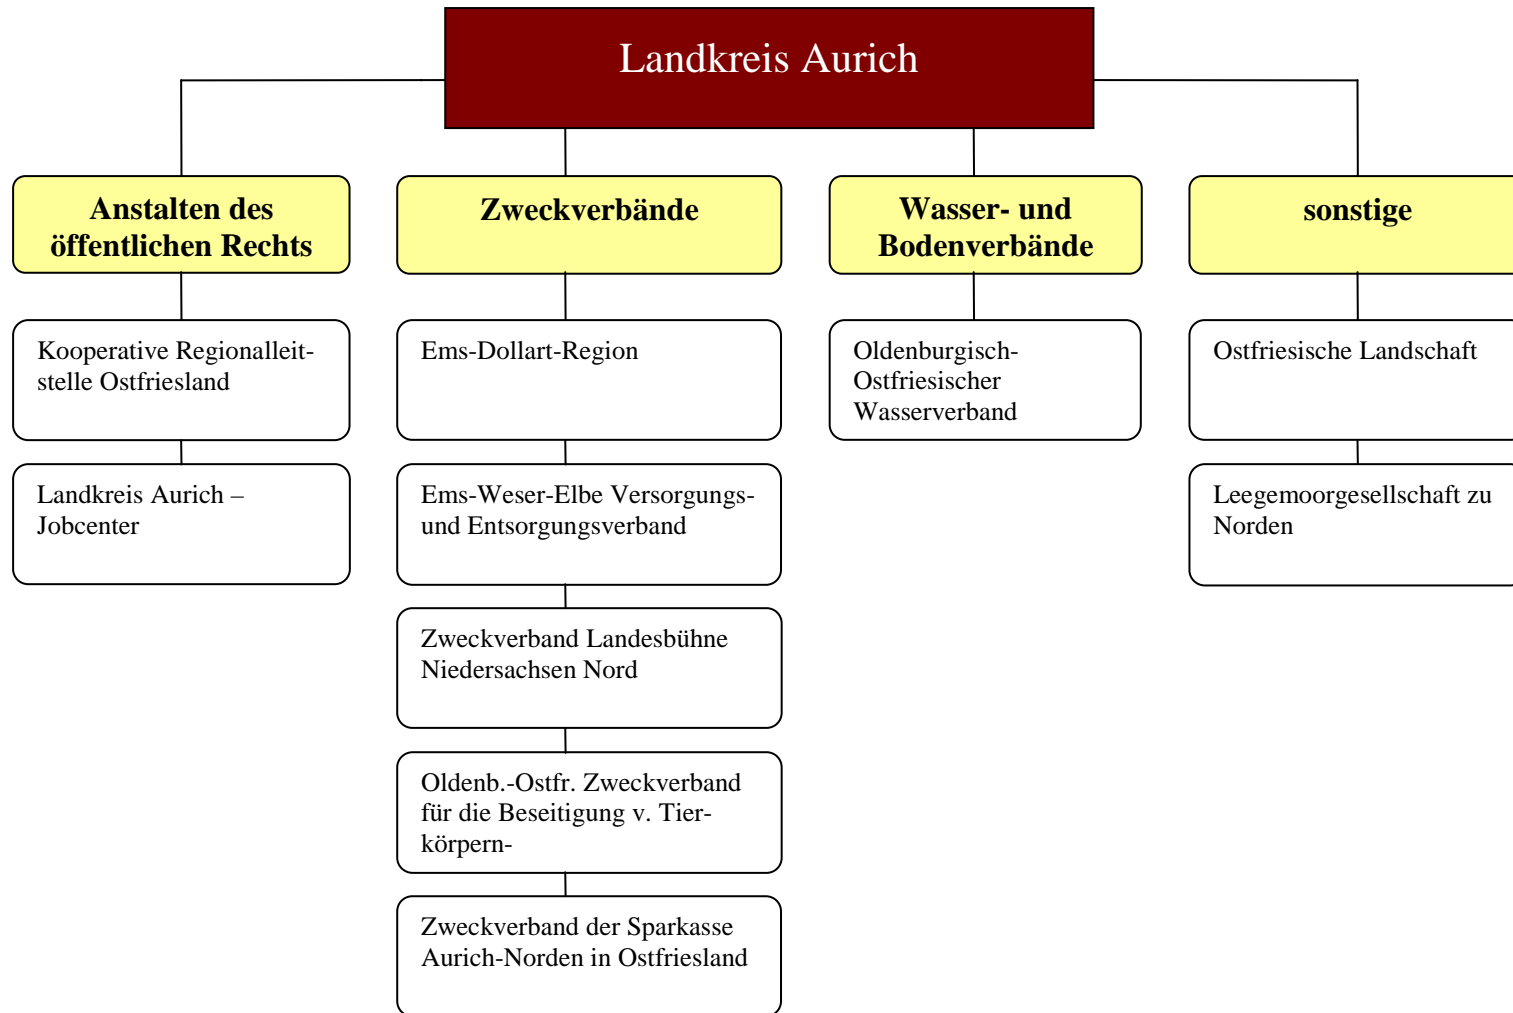 Landkreis Aurich
Anstalten des
öffentlichen Rechts
Kooperative Regionalleit-
stelle Ostfriesland
Landkreis Aurich –
Jobcenter
Zweckverbände
Ems-Dollart-Region
Ems-Weser-Elbe Versorgungs-
und Entsorgungsverband
Zweckverband Landesbühne
Niedersachsen Nord
Oldenb.-Ostfr. Zweckverband
für die Beseitigung v. Tier-
körpern-
Zweckverband der Sparkasse
Aurich-Norden in Ostfriesland
Wasser- und
Bodenverbände
Oldenburgisch-
Ostfriesischer
Wasserverband
sonstige
Ostfriesische Landschaft
Leegemoorgesellschaft zu
Norden